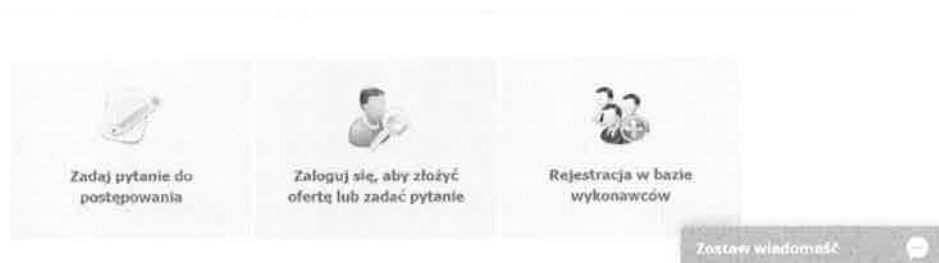 Zadaj pytanie do
postępowania
Zaloguj się, aby złożyć
ofertę lub zadać pytanie
Rejestracja w bazie
wykonawców
Zostaw wiadomość